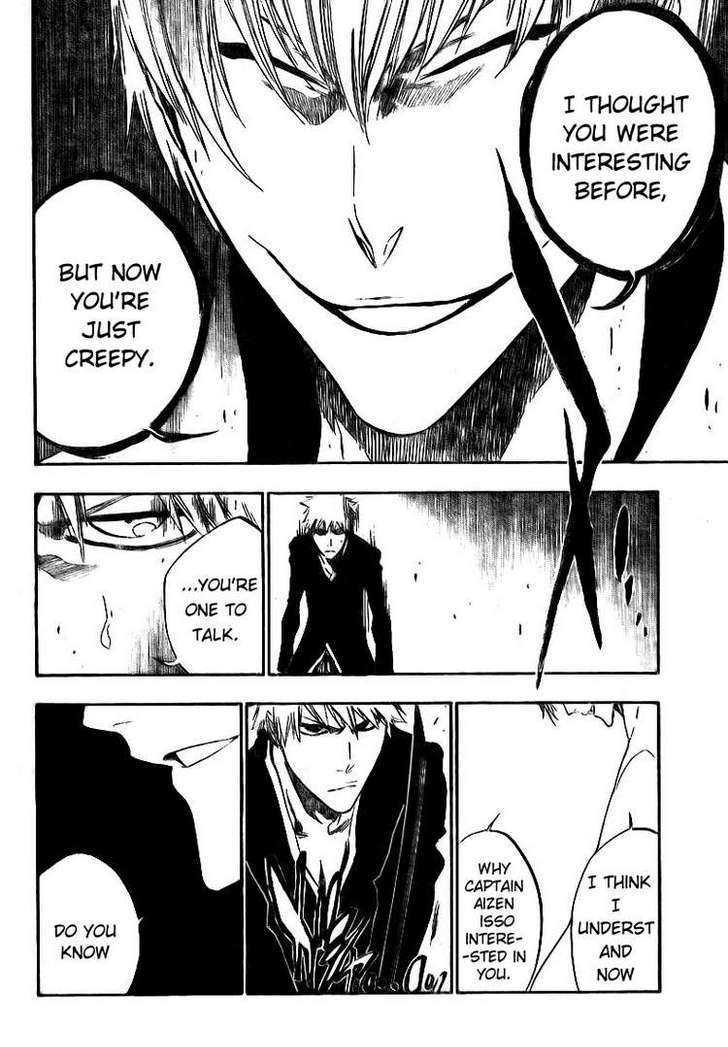 I THOUGHT
YOU WERE
INTERESTING
BEFORE,
BUT NOW
YOU'RE
JUST
CREEPY.
...YOU'RE
ONE TO
TALK.
I THINK
I
UNDERST
AND
NOW
WHY
CAPTAIN
AIZEN
ISSO
INTERE-
-STED IN
YOU.
DO YOU
KNOW